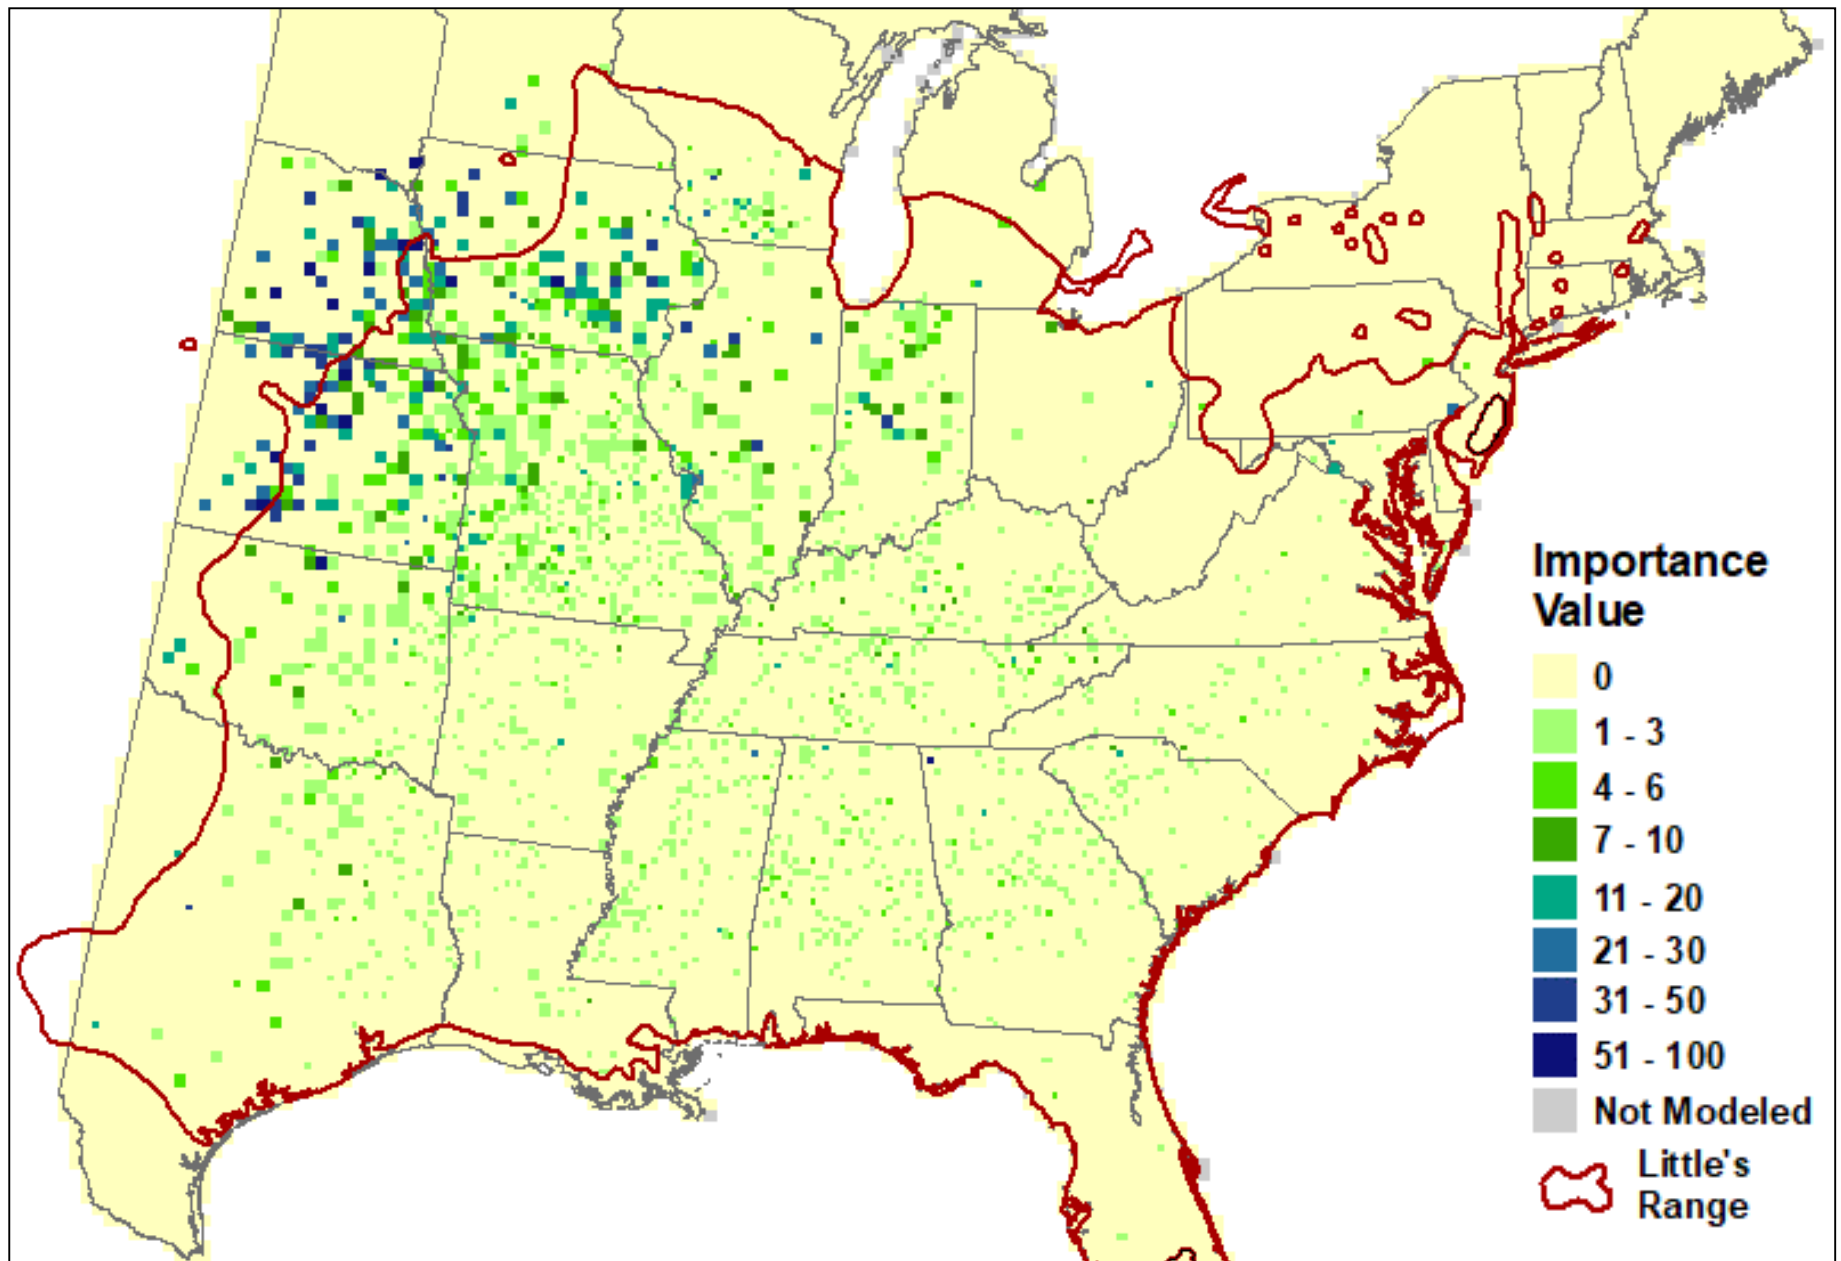 Importance
Value
0
1 - 3
4 - 6
7 - 10
11 - 20
21 - 30
31 - 50
51 - 100
Not Modeled
Little's
Range